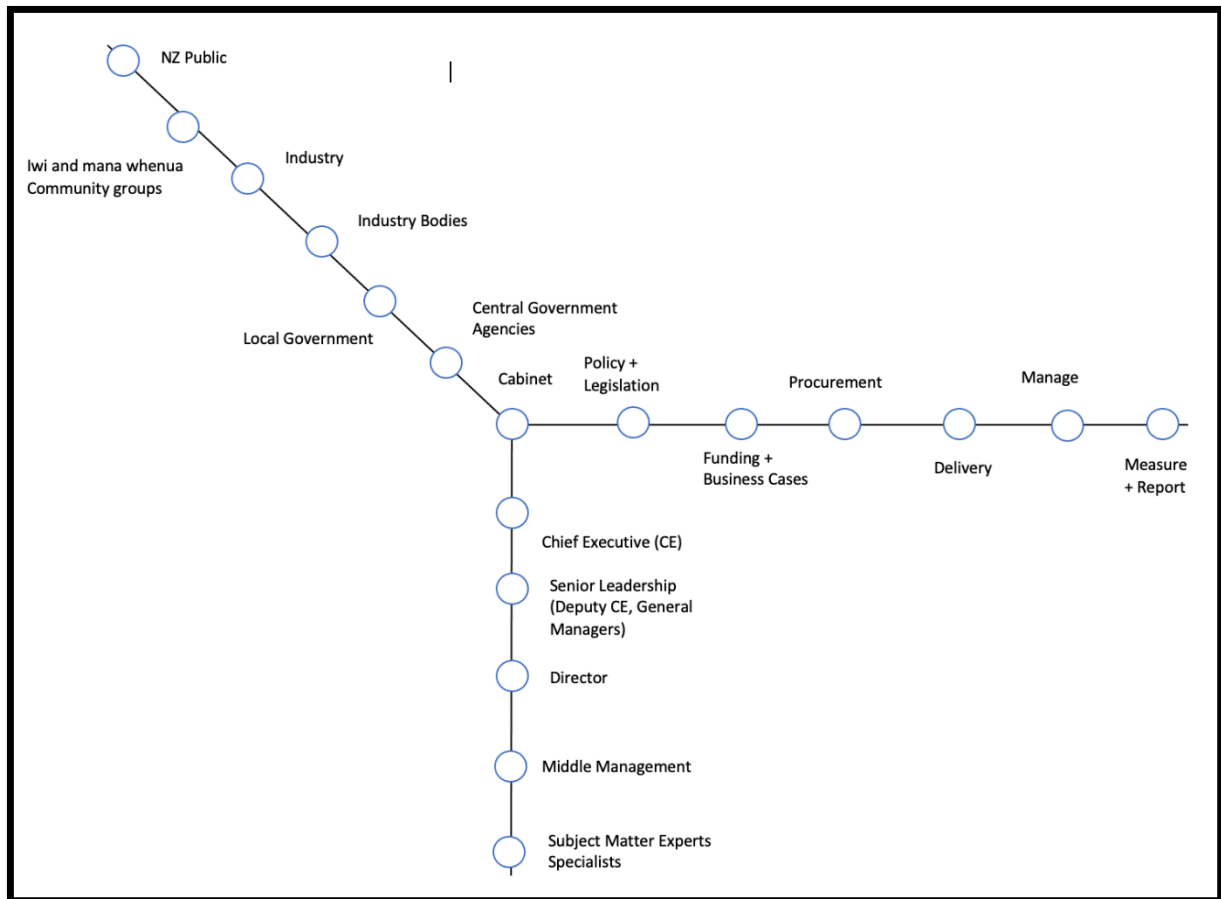 NZ Public
Iwi and mana whenua
Community groups
Industry
Industry Bodies
Local Government
Central Government
Agencies
Cabinet
Policy +
Legislation
Funding +
Business Cases
Procurement
Delivery
Manage
Measure
+ Report
Chief Executive (CE)
Senior Leadership
(Deputy CE, General
Managers)
Director
Middle Management
Subject Matter Experts
Specialists